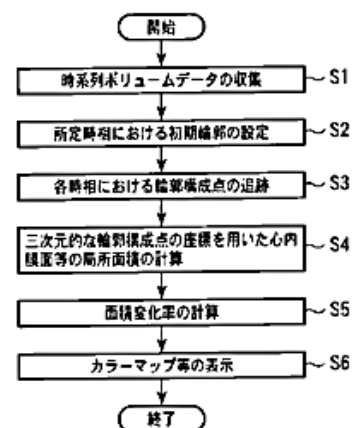 開始
時系列ボリュームデータの収集
S1
所定時相における初期輪郭の設定
S2
各時相における輪郭構成点の追跡
S3
三次元的な輪郭構成点の座標を用いた心内
膜面等の局所面積の計算
S4
面積変化率の計算
S5
カラーマップ等の表示
S6
終了